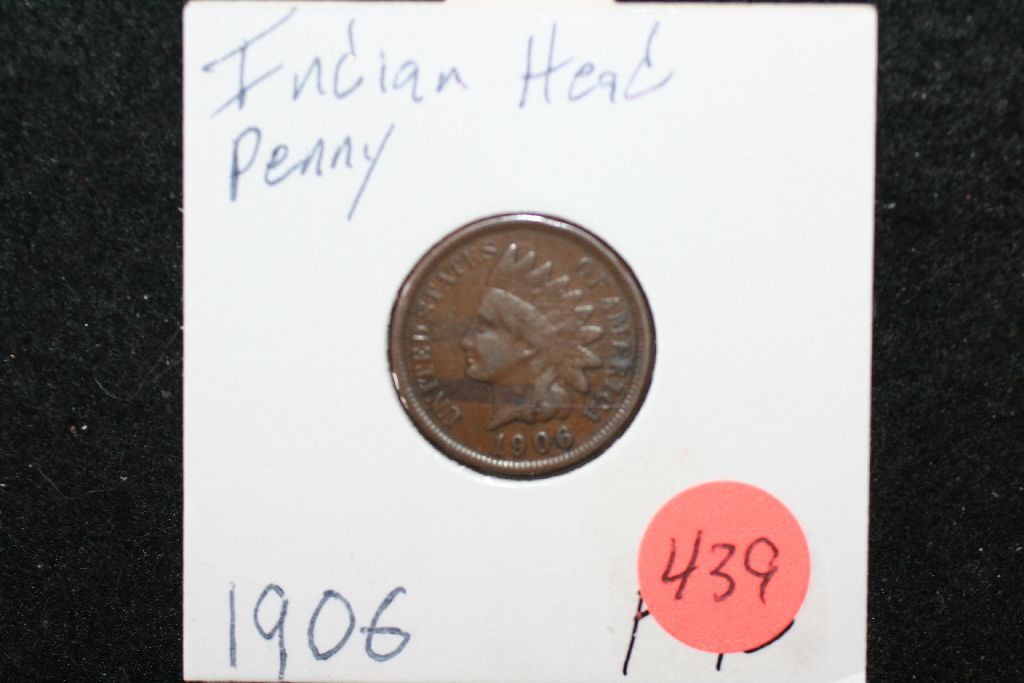 Indian Head
Penny
UNITED STATES OF AMERICA
1906
1906
439